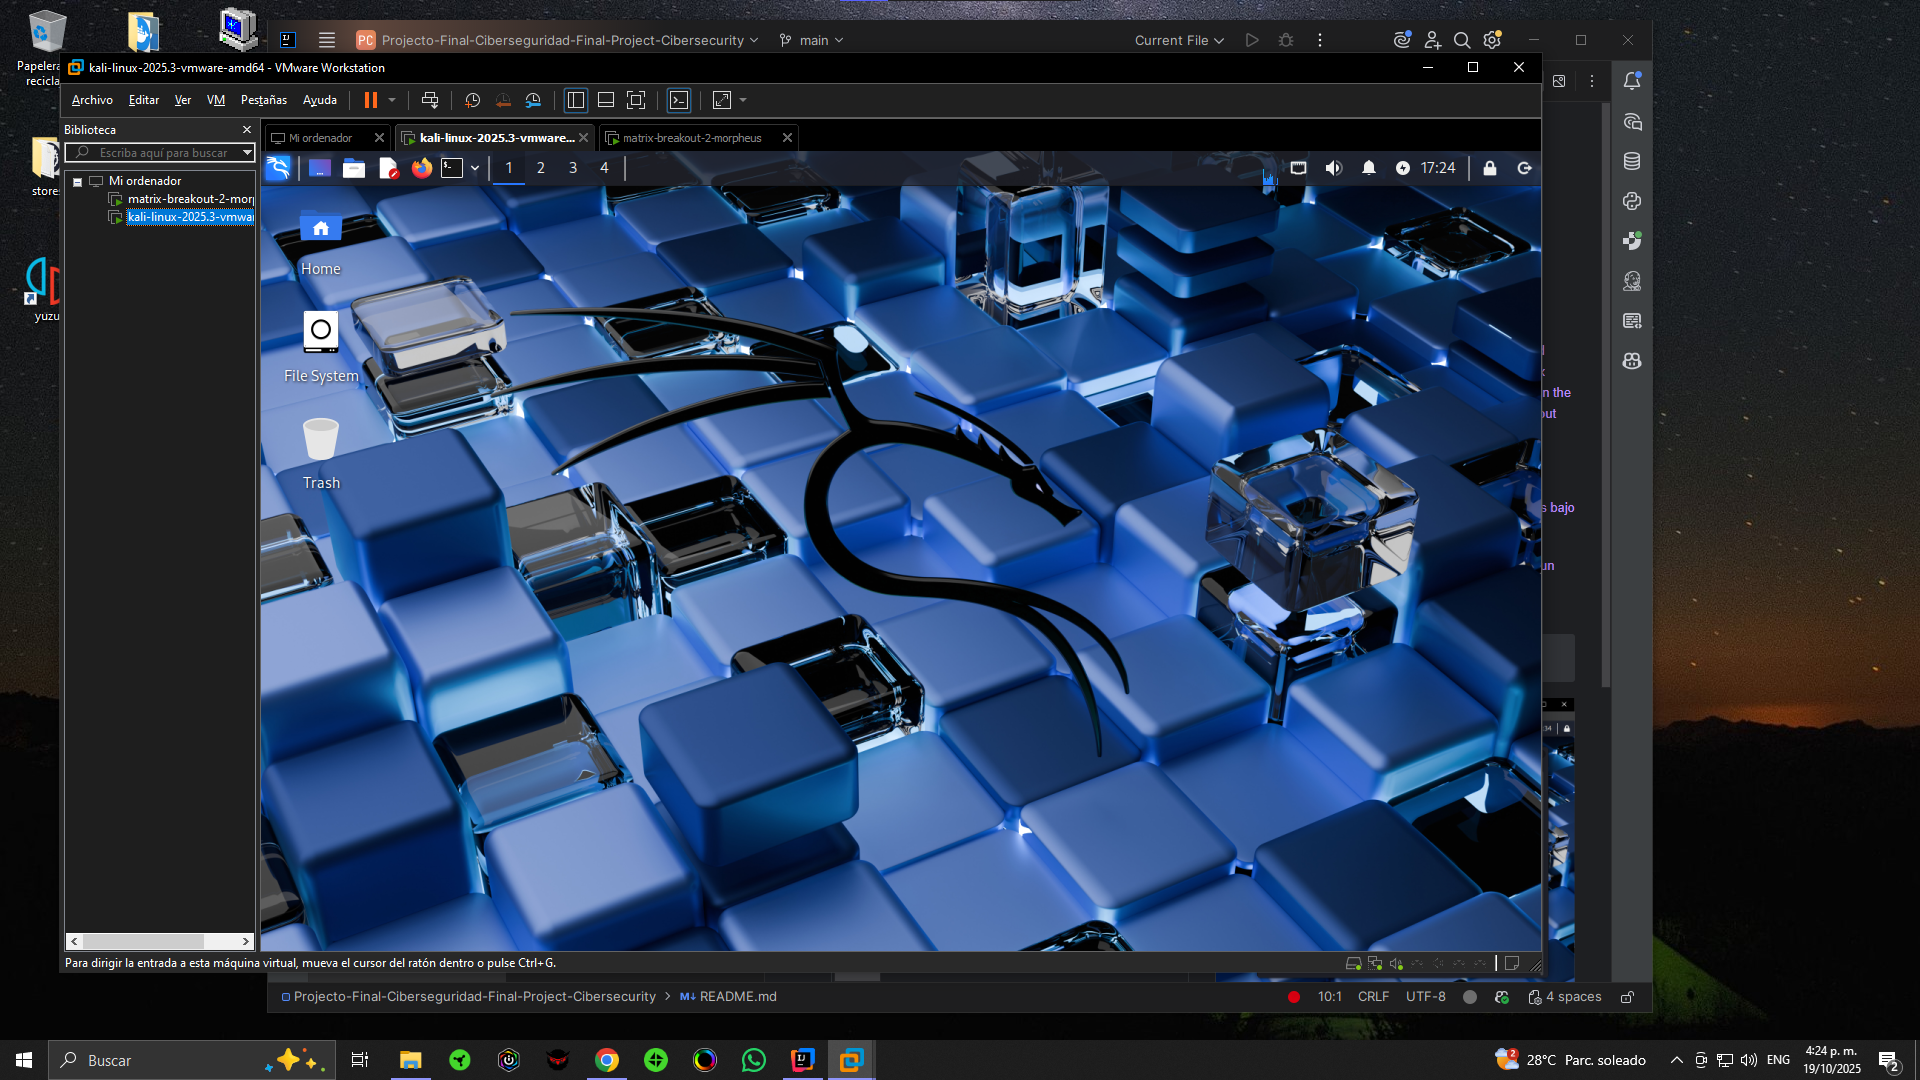 Papelera
recicla
store
yuzu
PC Projecto-Final-Ciberseguridad-Final-Project-Cibersecurity
main
Current File
kali-linux-2025.3-vmware-amd64 - VMware Workstation
Archivo Editar Ver VM Pestañas Ayuda
Biblioteca
Escriba aquí para buscar
Mi ordenador
matrix-breakout-2-mor
kali-linux-2025.3-vmwa
Mi ordenador
kali-linux-2025.3-vmware...
matrix-breakout-2-morpheus
1 2 3 4
17:24
Home
File System
Trash
n the
out
s bajo
un
Para dirigir la entrada a esta máquina virtual, mueva el cursor del ratón dentro o pulse Ctrl+G.
Projecto-Final-Ciberseguridad-Final-Project-Cibersecurity > M↓ README.md
10:1 CRLF UTF-8 4 spaces
Buscar
2 28°C Parc. soleado
ENG
4:24 p. m.
19/10/2025
2